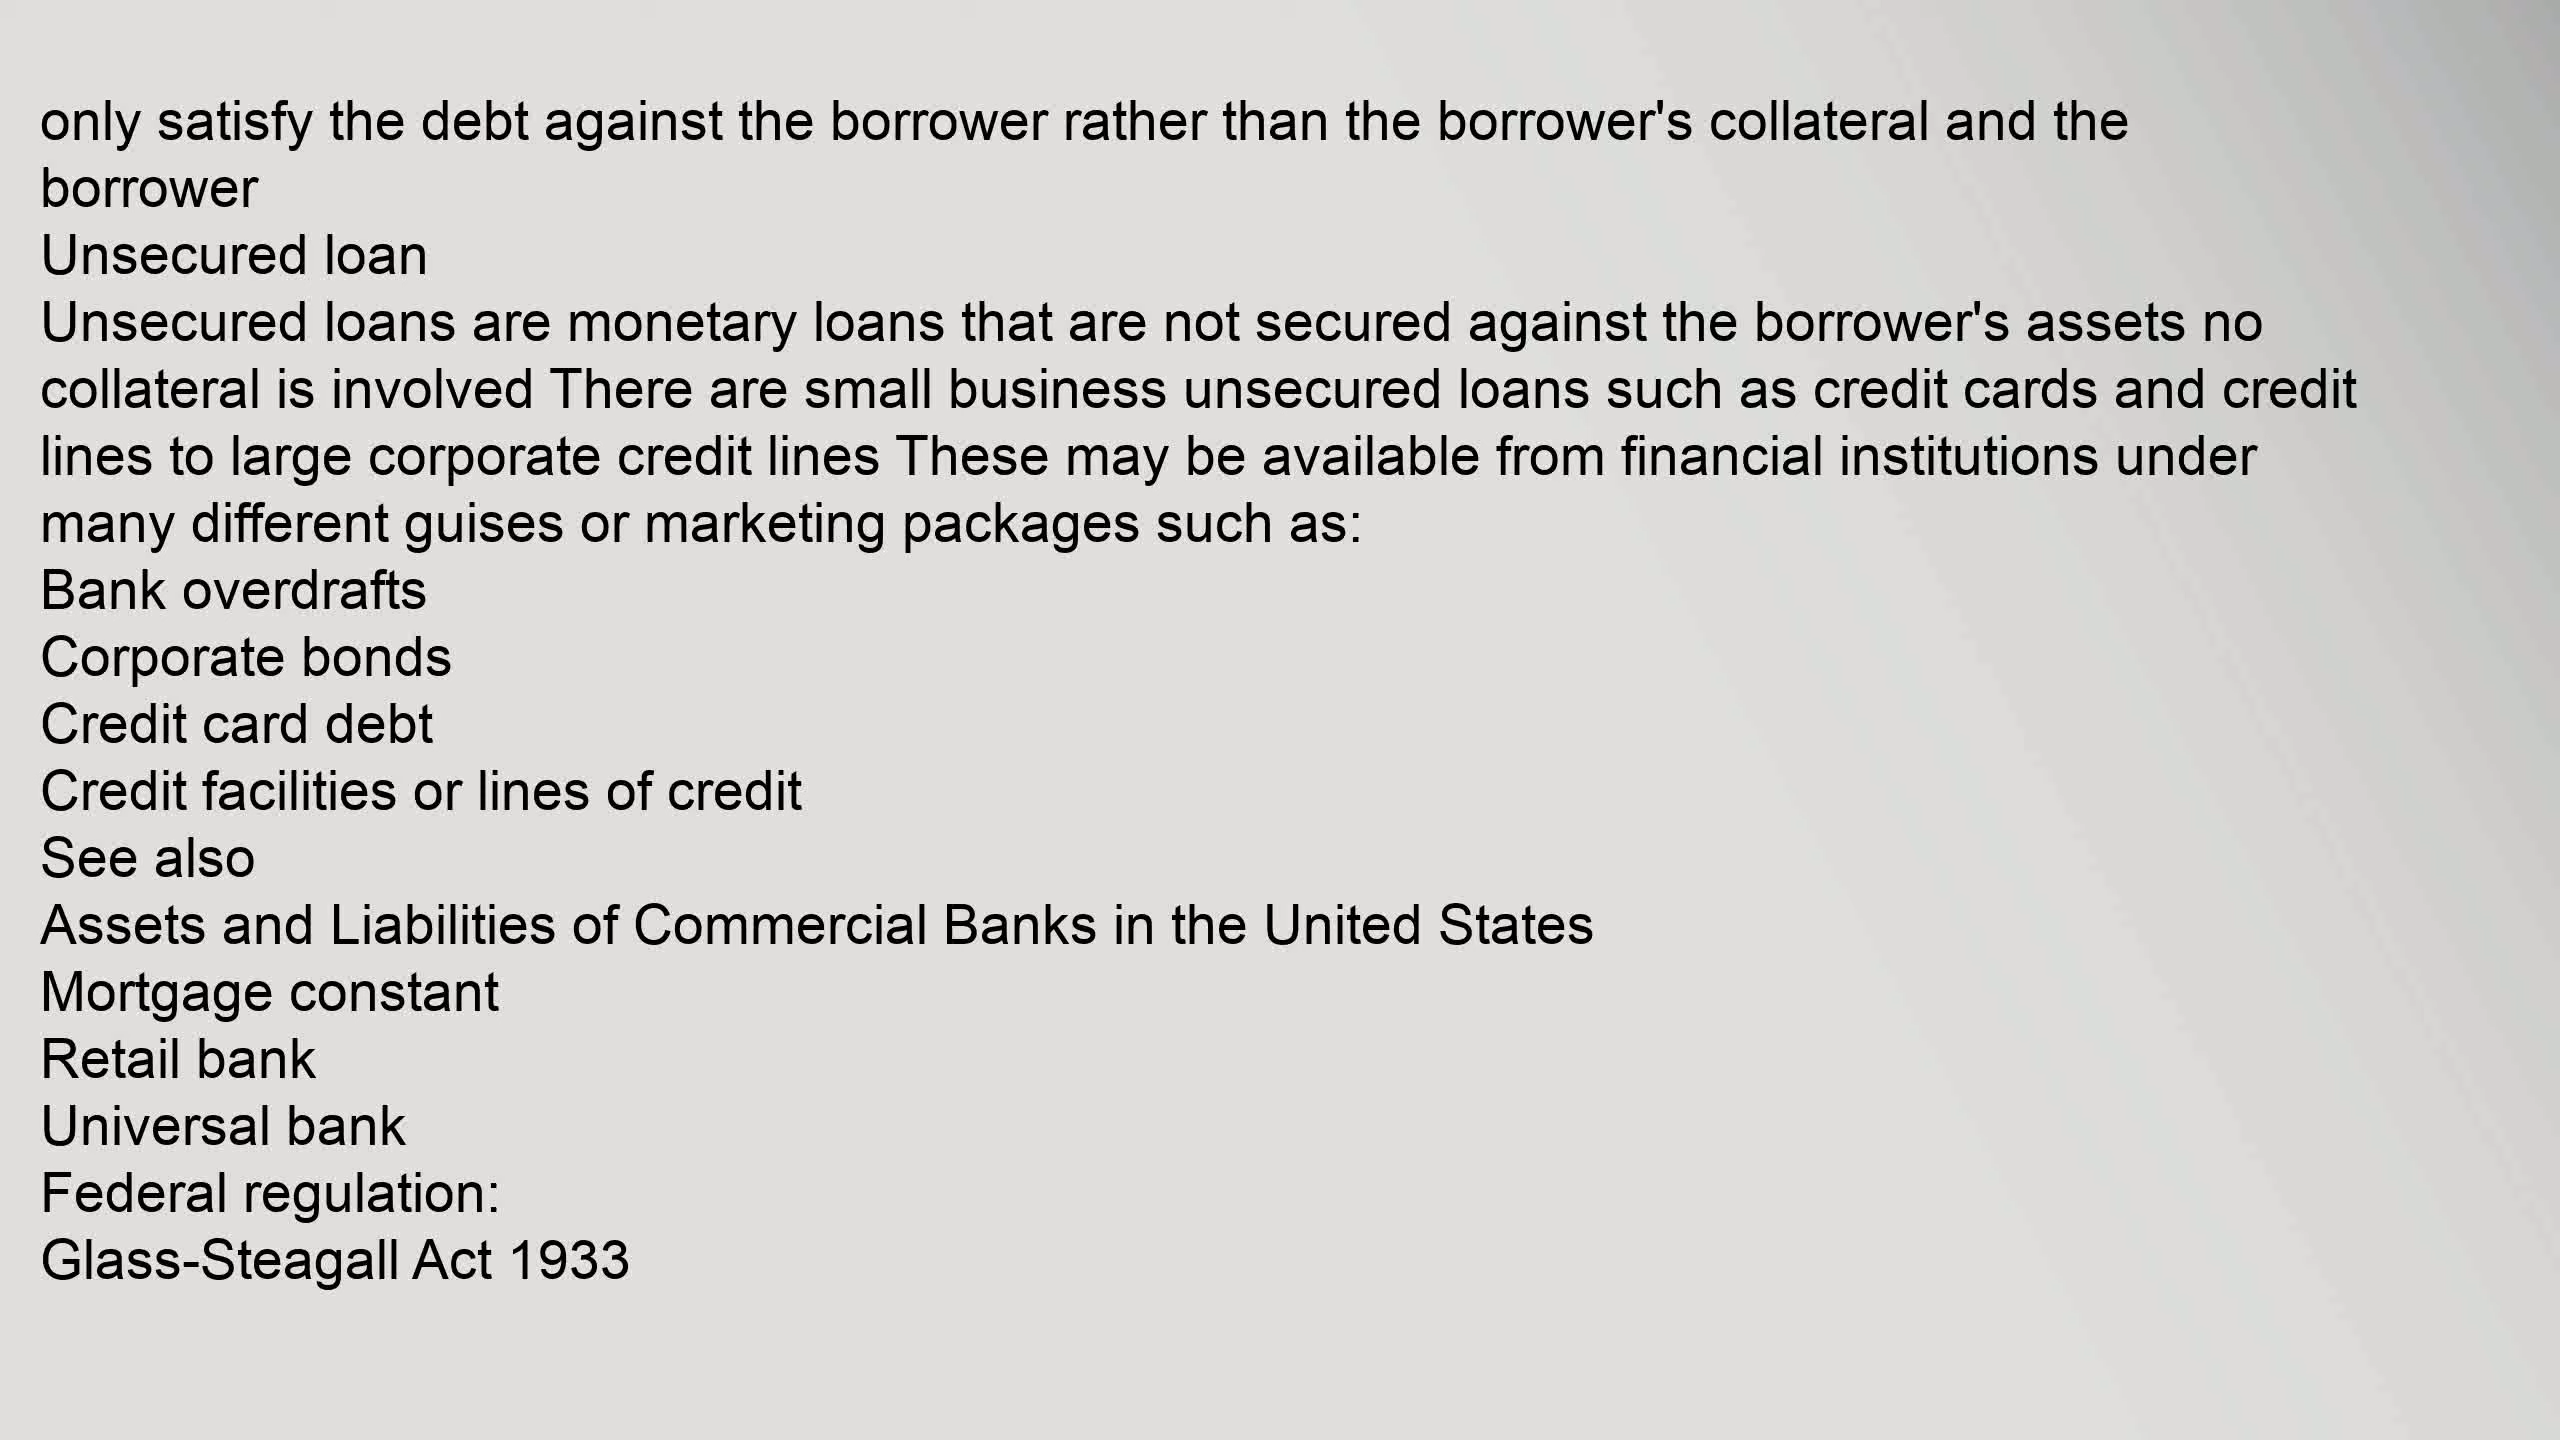 only satisfy the debt against the borrower rather than the borrower's collateral and the
borrower
Unsecured loan
Unsecured loans are monetary loans that are not secured against the borrower's assets no
collateral is involved There are small business unsecured loans such as credit cards and credit
lines to large corporate credit lines These may be available from financial institutions under
many different guises or marketing packages such as:
Bank overdrafts
Corporate bonds
Credit card debt
Credit facilities or lines of credit
See also
Assets and Liabilities of Commercial Banks in the United States
Mortgage constant
Retail bank
Universal bank
Federal regulation:
Glass-Steagall Act 1933